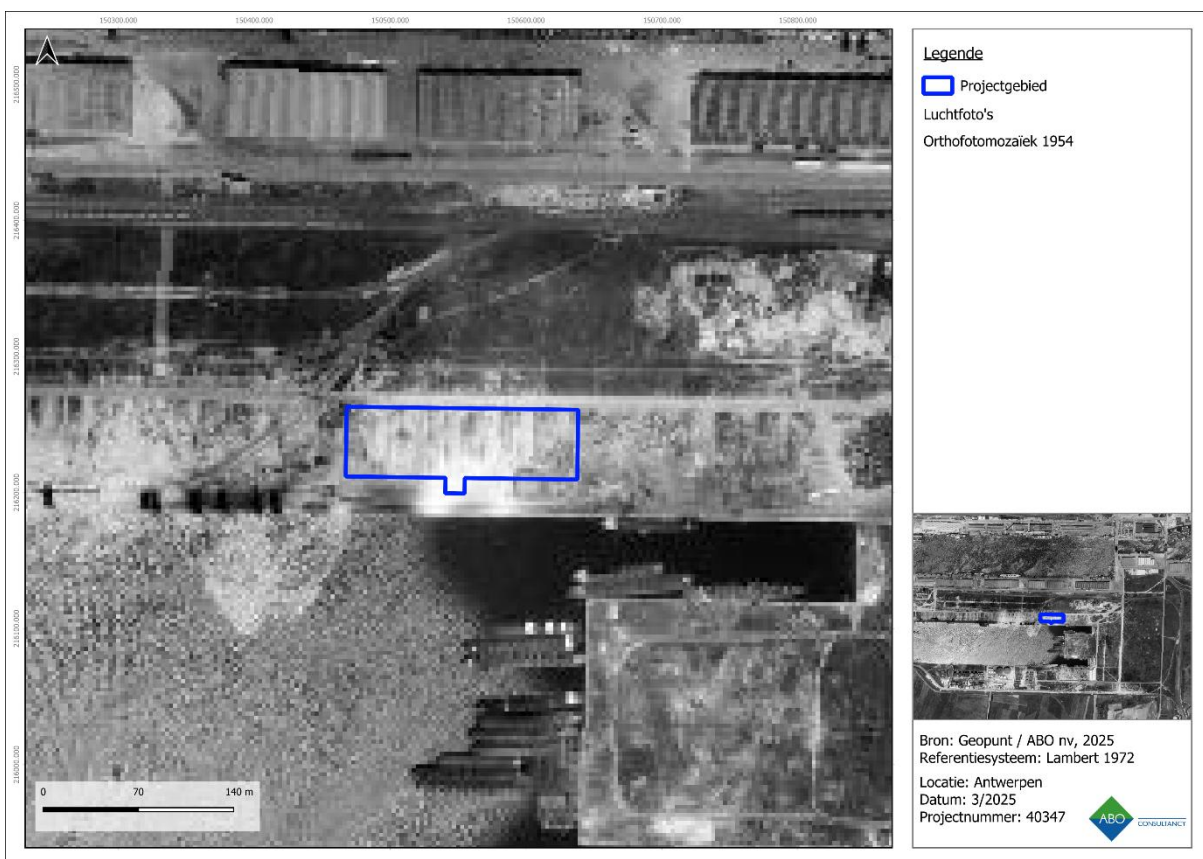 150300.000 150400.000 150500.000 150600.000 150700.000 150800.000
216500.000
216400.000
216300.000
216200.000
216100.000
216000.000
0 70 140 m
Legende
Projectgebied
Luchtfoto's
Orthofotomozaïek 1954
Bron: Geopunt / ABO nv, 2025
Referentiesysteem: Lambert 1972
Locatie: Antwerpen
Datum: 3/2025
Projectnummer: 40347
ABO CONSULTANCY